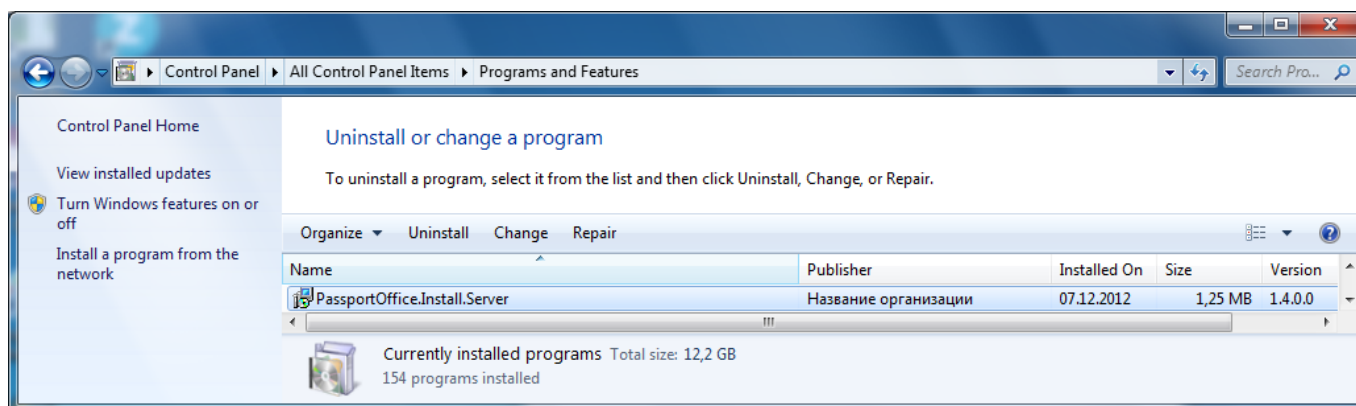 Control Panel All Control Panel Items Programs and Features Search Pro...
Control Panel Home
View installed updates
Turn Windows features on or
off
Install a program from the
network
Uninstall or change a program
To uninstall a program, select it from the list and then click Uninstall, Change, or Repair.
Organize Uninstall Change Repair
Name Publisher Installed On Size Version
PassportOffice.Install.Server Название организации 07.12.2012 1,25 MB 1.4.0.0
Currently installed programs Total size: 12,2 GB
154 programs installed